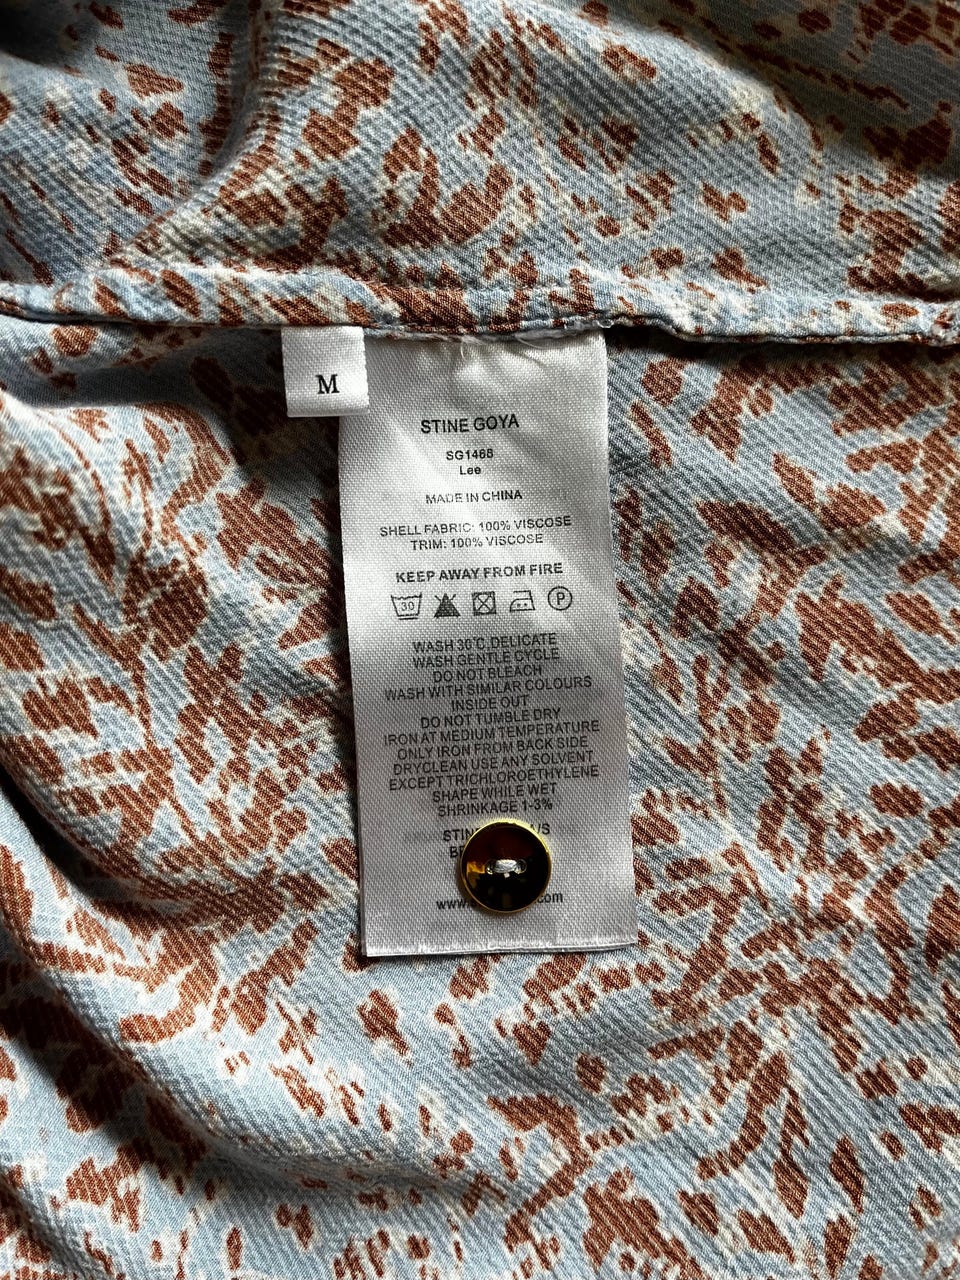 M
STINE GOYA
SG1468
Lee
MADE IN CHINA
SHELL FABRIC: 100% VISCOSE
TRIM: 100% VISCOSE
KEEP AWAY FROM FIRE
30 P
WASH 30°C DELICATE
WASH GENTLE CYCLE
DO NOT BLEACH
WASH WITH SIMILAR COLOURS
INSIDE OUT
DO NOT TUMBLE DRY
IRON AT MEDIUM TEMPERATURE
ONLY IRON FROM BACK SIDE
DRYCLEAN USE ANY SOLVENT
EXCEPT TRICHLOROETHYLENE
SHAPE WHILE WET
SHRINKAGE 1-3%